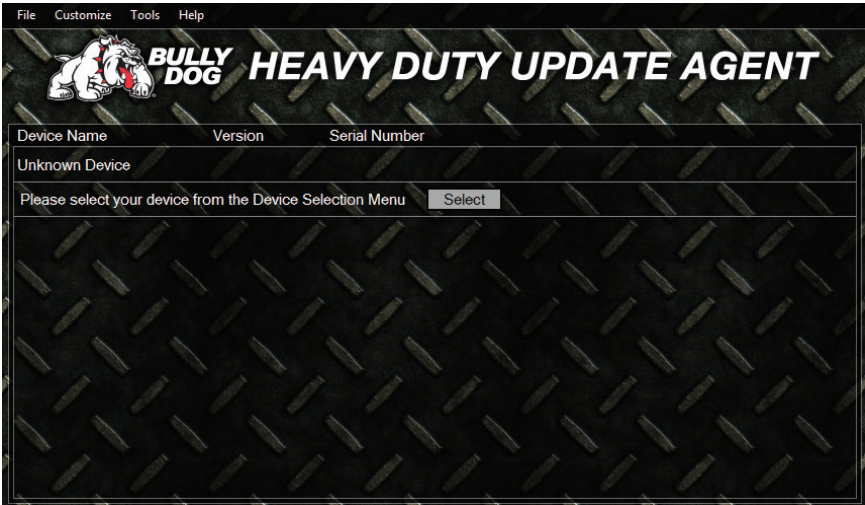 File Customize Tools Help
BULLY DOG HEAVY DUTY UPDATE AGENT
Device Name Version Serial Number
Unknown Device
Please select your device from the Device Selection Menu Select